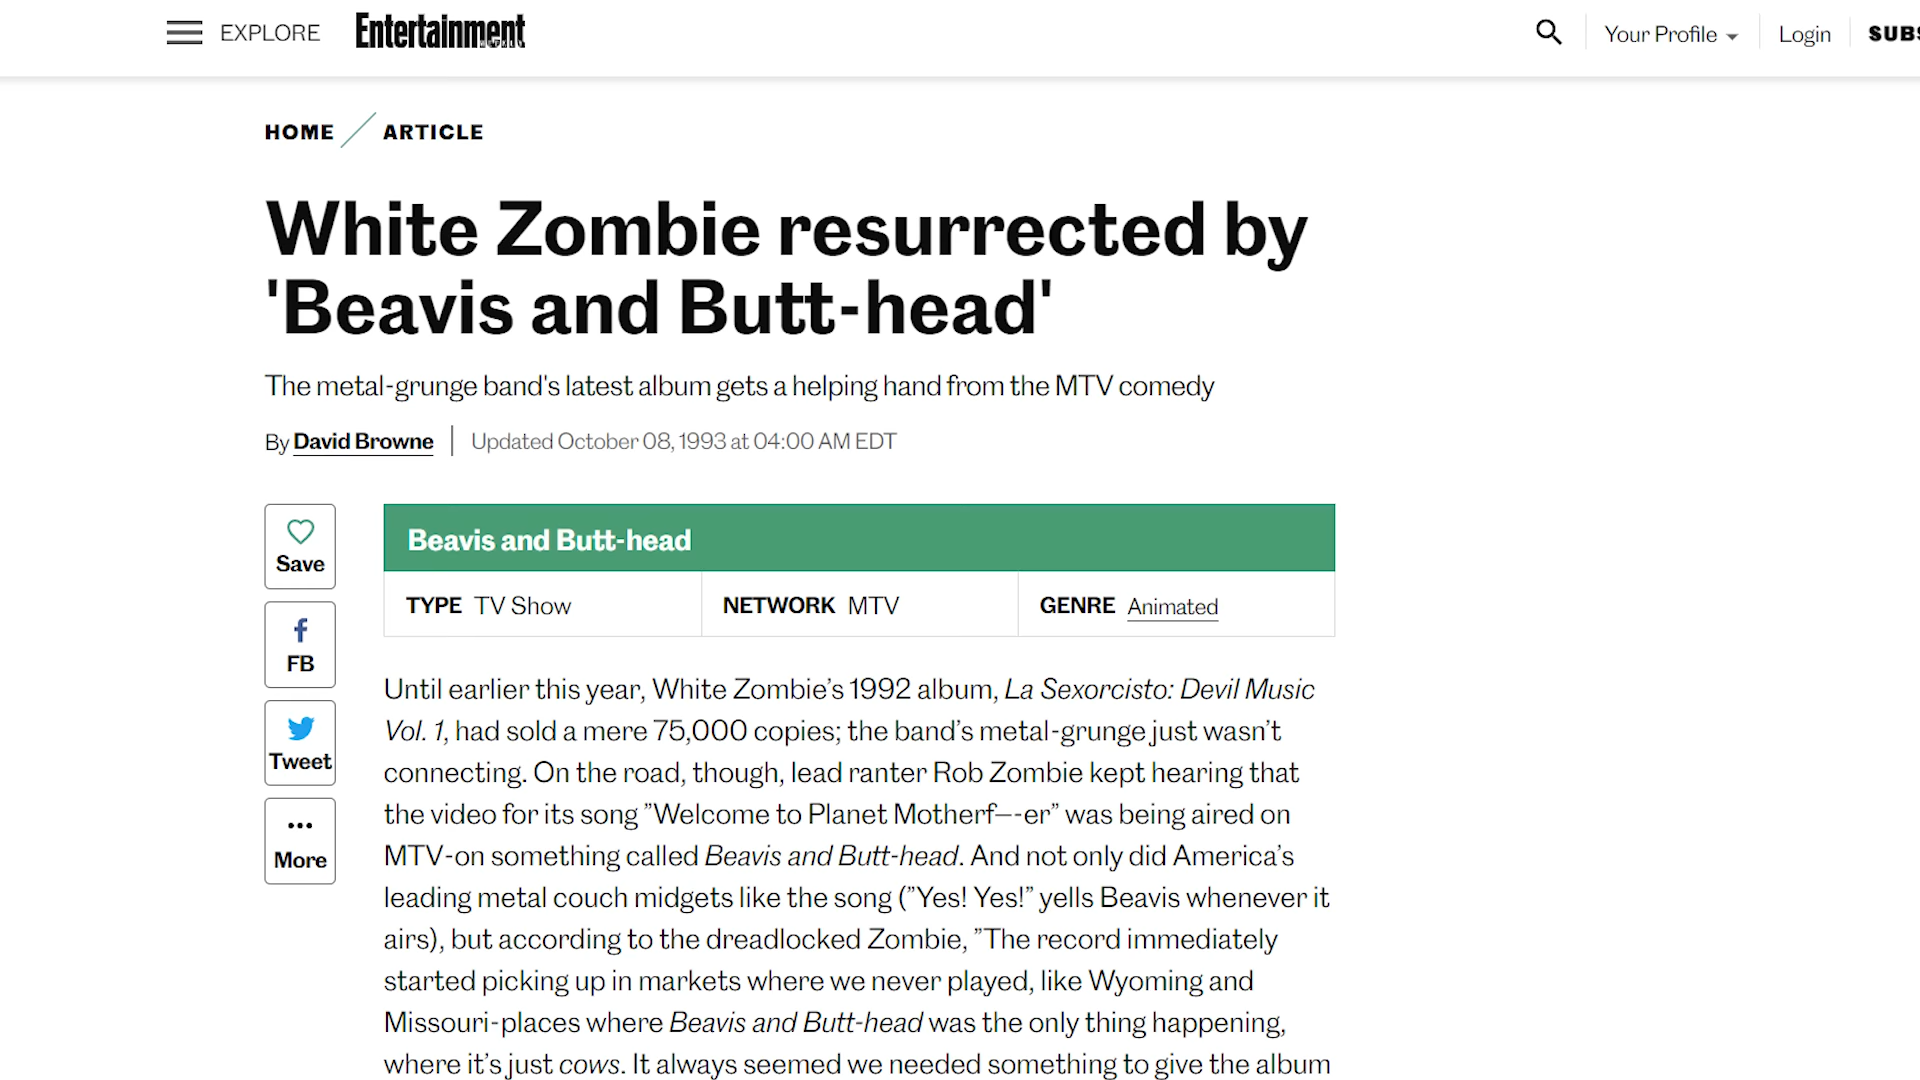 EXPLORE Entertainment WEEKLY Your Profile Login
HOME ARTICLE
White Zombie resurrected by
'Beavis and Butt-head'
The metal-grunge band's latest album gets a helping hand from the MTV comedy
By David Browne Updated October 08, 1993 at 04:00 AM EDT
Save
FB
Tweet
More
Beavis and Butt-head
TYPE TV Show NETWORK MTV GENRE Animated
Until earlier this year, White Zombie’s 1992 album, La Sexorcisto: Devil Music
Vol. 1, had sold a mere 75,000 copies; the band’s metal-grunge just wasn’t
connecting. On the road, though, lead ranter Rob Zombie kept hearing that
the video for its song ”Welcome to Planet Motherf—-er” was being aired on
MTV-on something called Beavis and Butt-head. And not only did America’s
leading metal couch midgets like the song (”Yes! Yes!” yells Beavis whenever it
airs), but according to the dreadlocked Zombie, ”The record immediately
started picking up in markets where we never played, like Wyoming and
Missouri-places where Beavis and Butt-head was the only thing happening,
where it’s just cows. It always seemed we needed something to give the album